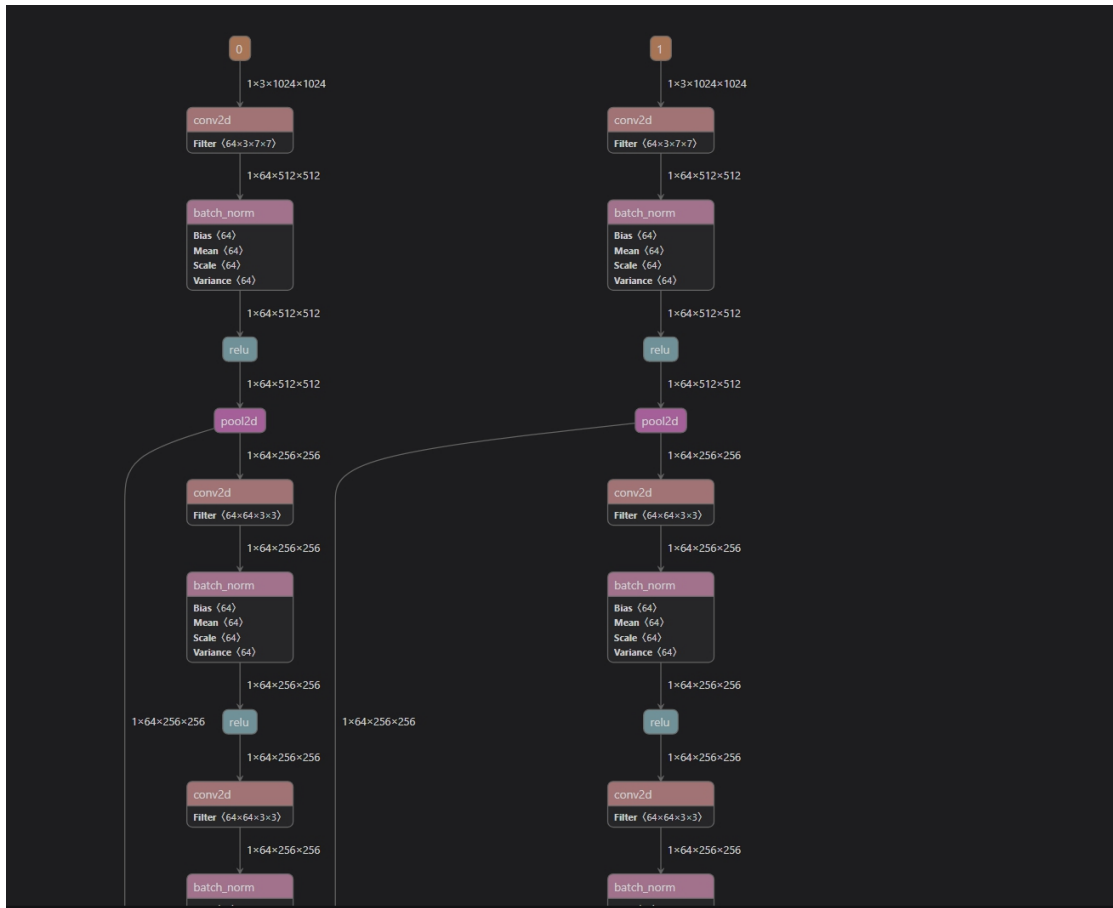 0
1×3×1024×1024
conv2d
Filter ⟨64×3×7×7⟩
1×64×512×512
batch_norm
Bias ⟨64⟩
Mean ⟨64⟩
Scale ⟨64⟩
Variance ⟨64⟩
1×64×512×512
relu
1×64×512×512
pool2d
1×64×256×256
conv2d
Filter ⟨64×64×3×3⟩
1×64×256×256
batch_norm
Bias ⟨64⟩
Mean ⟨64⟩
Scale ⟨64⟩
Variance ⟨64⟩
1×64×256×256
1×64×256×256
relu
1×64×256×256
conv2d
Filter ⟨64×64×3×3⟩
1×64×256×256
batch_norm
1
1×3×1024×1024
conv2d
Filter ⟨64×3×7×7⟩
1×64×512×512
batch_norm
Bias ⟨64⟩
Mean ⟨64⟩
Scale ⟨64⟩
Variance ⟨64⟩
1×64×512×512
relu
1×64×512×512
pool2d
1×64×256×256
conv2d
Filter ⟨64×64×3×3⟩
1×64×256×256
batch_norm
Bias ⟨64⟩
Mean ⟨64⟩
Scale ⟨64⟩
Variance ⟨64⟩
1×64×256×256
1×64×256×256
relu
1×64×256×256
conv2d
Filter ⟨64×64×3×3⟩
1×64×256×256
batch_norm